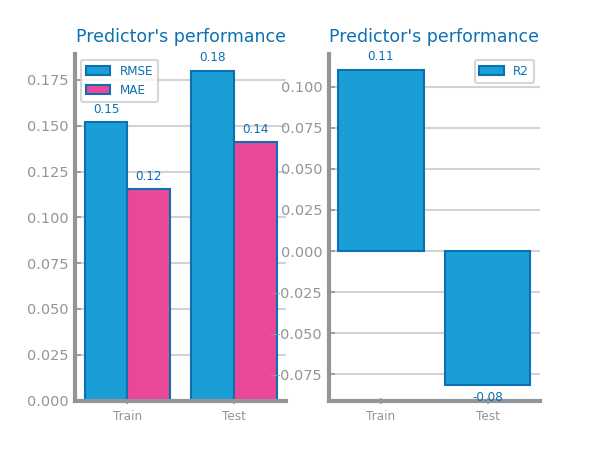 Predictor's performance
0.18
RMSE
MAE
0.15
0.14
0.12
0.175
0.150
0.125
0.100
0.075
0.050
0.025
0.000
Train
Test
Predictor's performance
0.11
R2
0.100
0.075
0.050
0.025
0.000
-0.025
-0.050
-0.075
-0.08
Train
Test